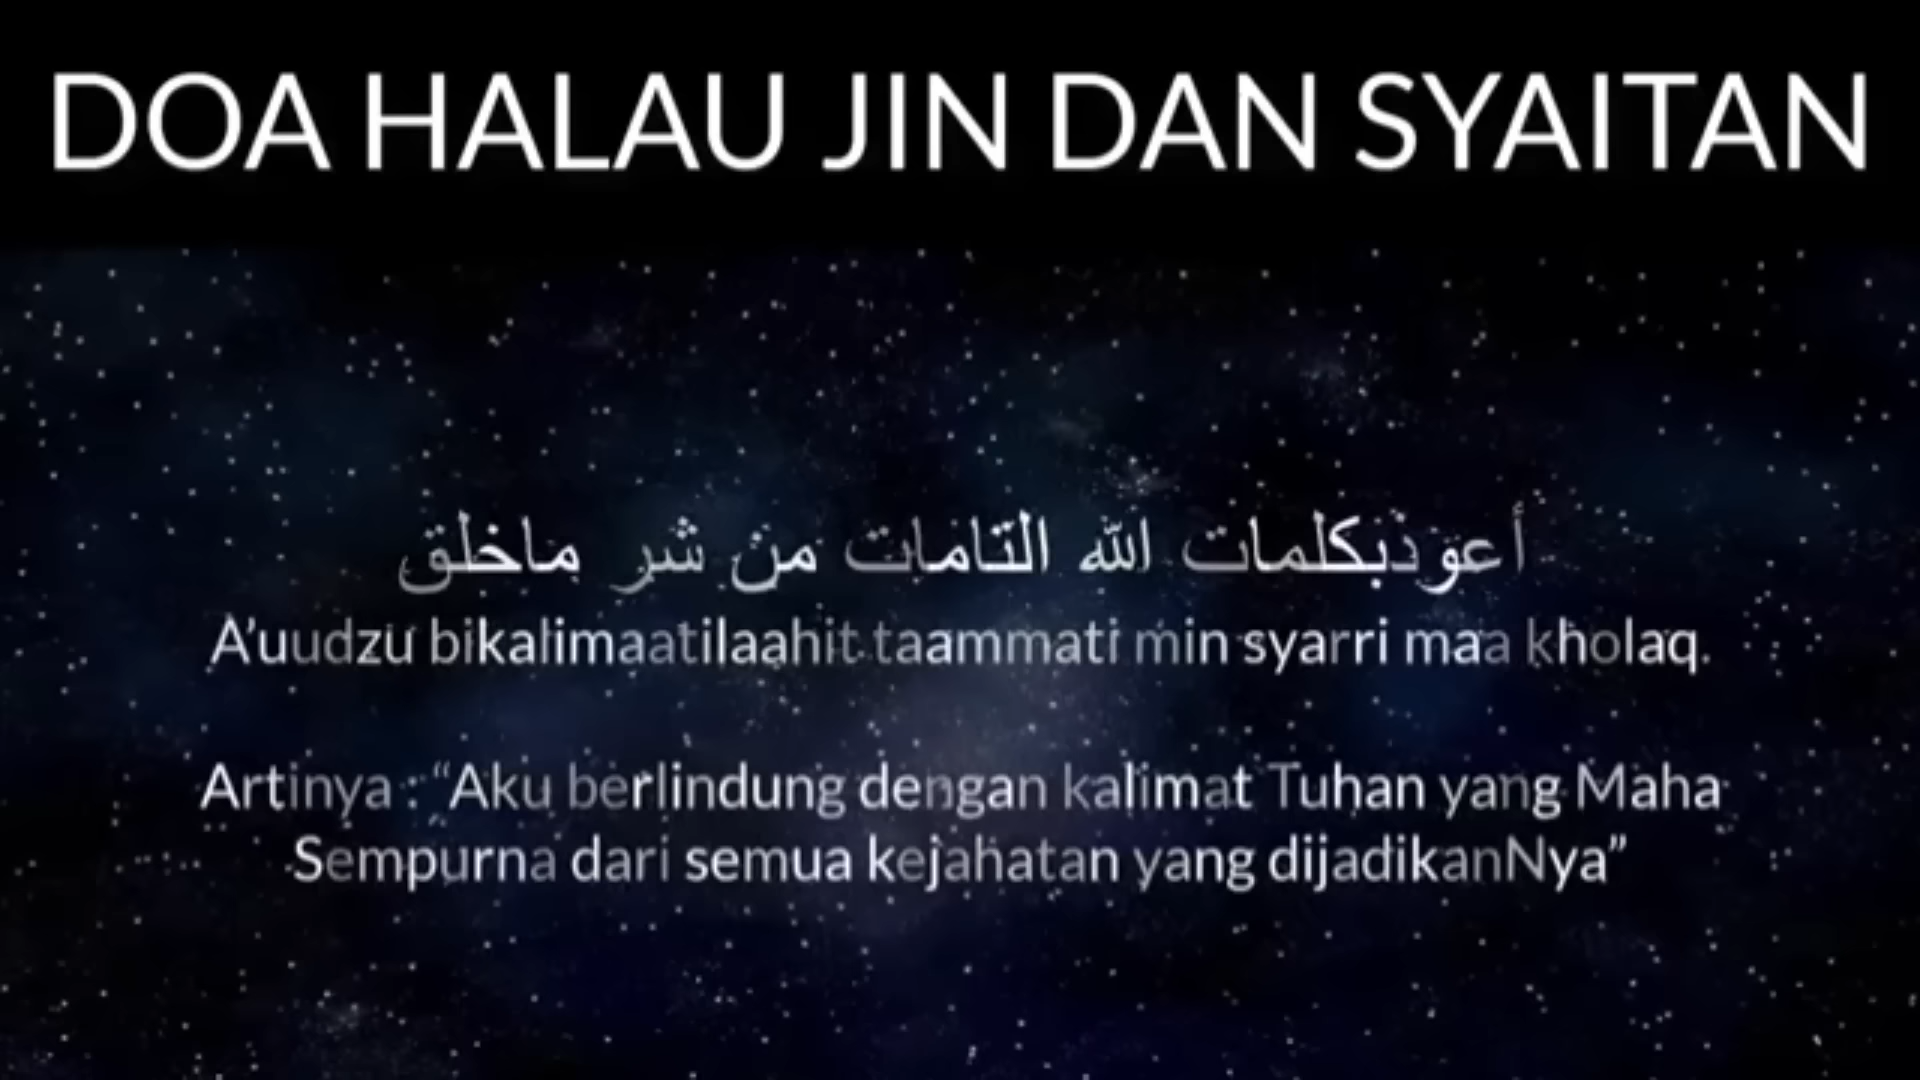 DOA HALAU JIN DAN SYAITAN
أعوذبكلمات الله التامات من شر ماخلق
A’uudzu bikalimaatilaahit taammati min syarri maa kholaq.
Artinya : “Aku berlindung dengan kalimat Tuhan yang Maha
Sempurna dari semua kejahatan yang dijadikanNya”